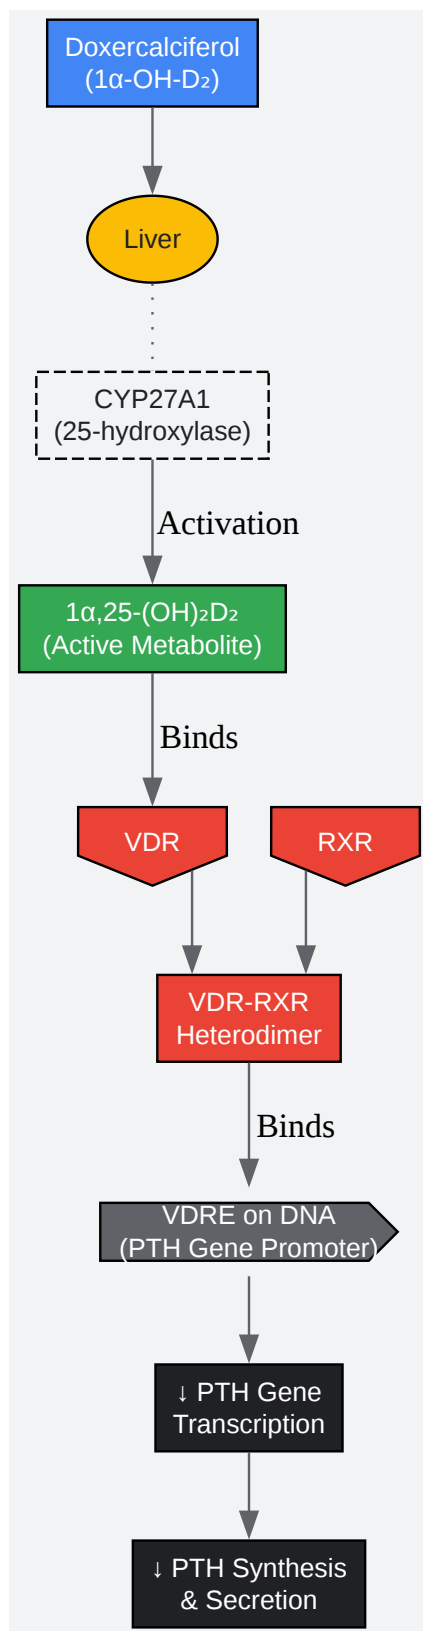 Doxercalciferol
(1α-OH-D₂)
Liver
CYP27A1
(25-hydroxylase)
Activation
1α,25-(OH)₂D₂
(Active Metabolite)
Binds
VDR
RXR
VDR-RXR
Heterodimer
Binds
VDRE on DNA
(PTH Gene Promoter)
↓ PTH Gene
Transcription
↓ PTH Synthesis
& Secretion